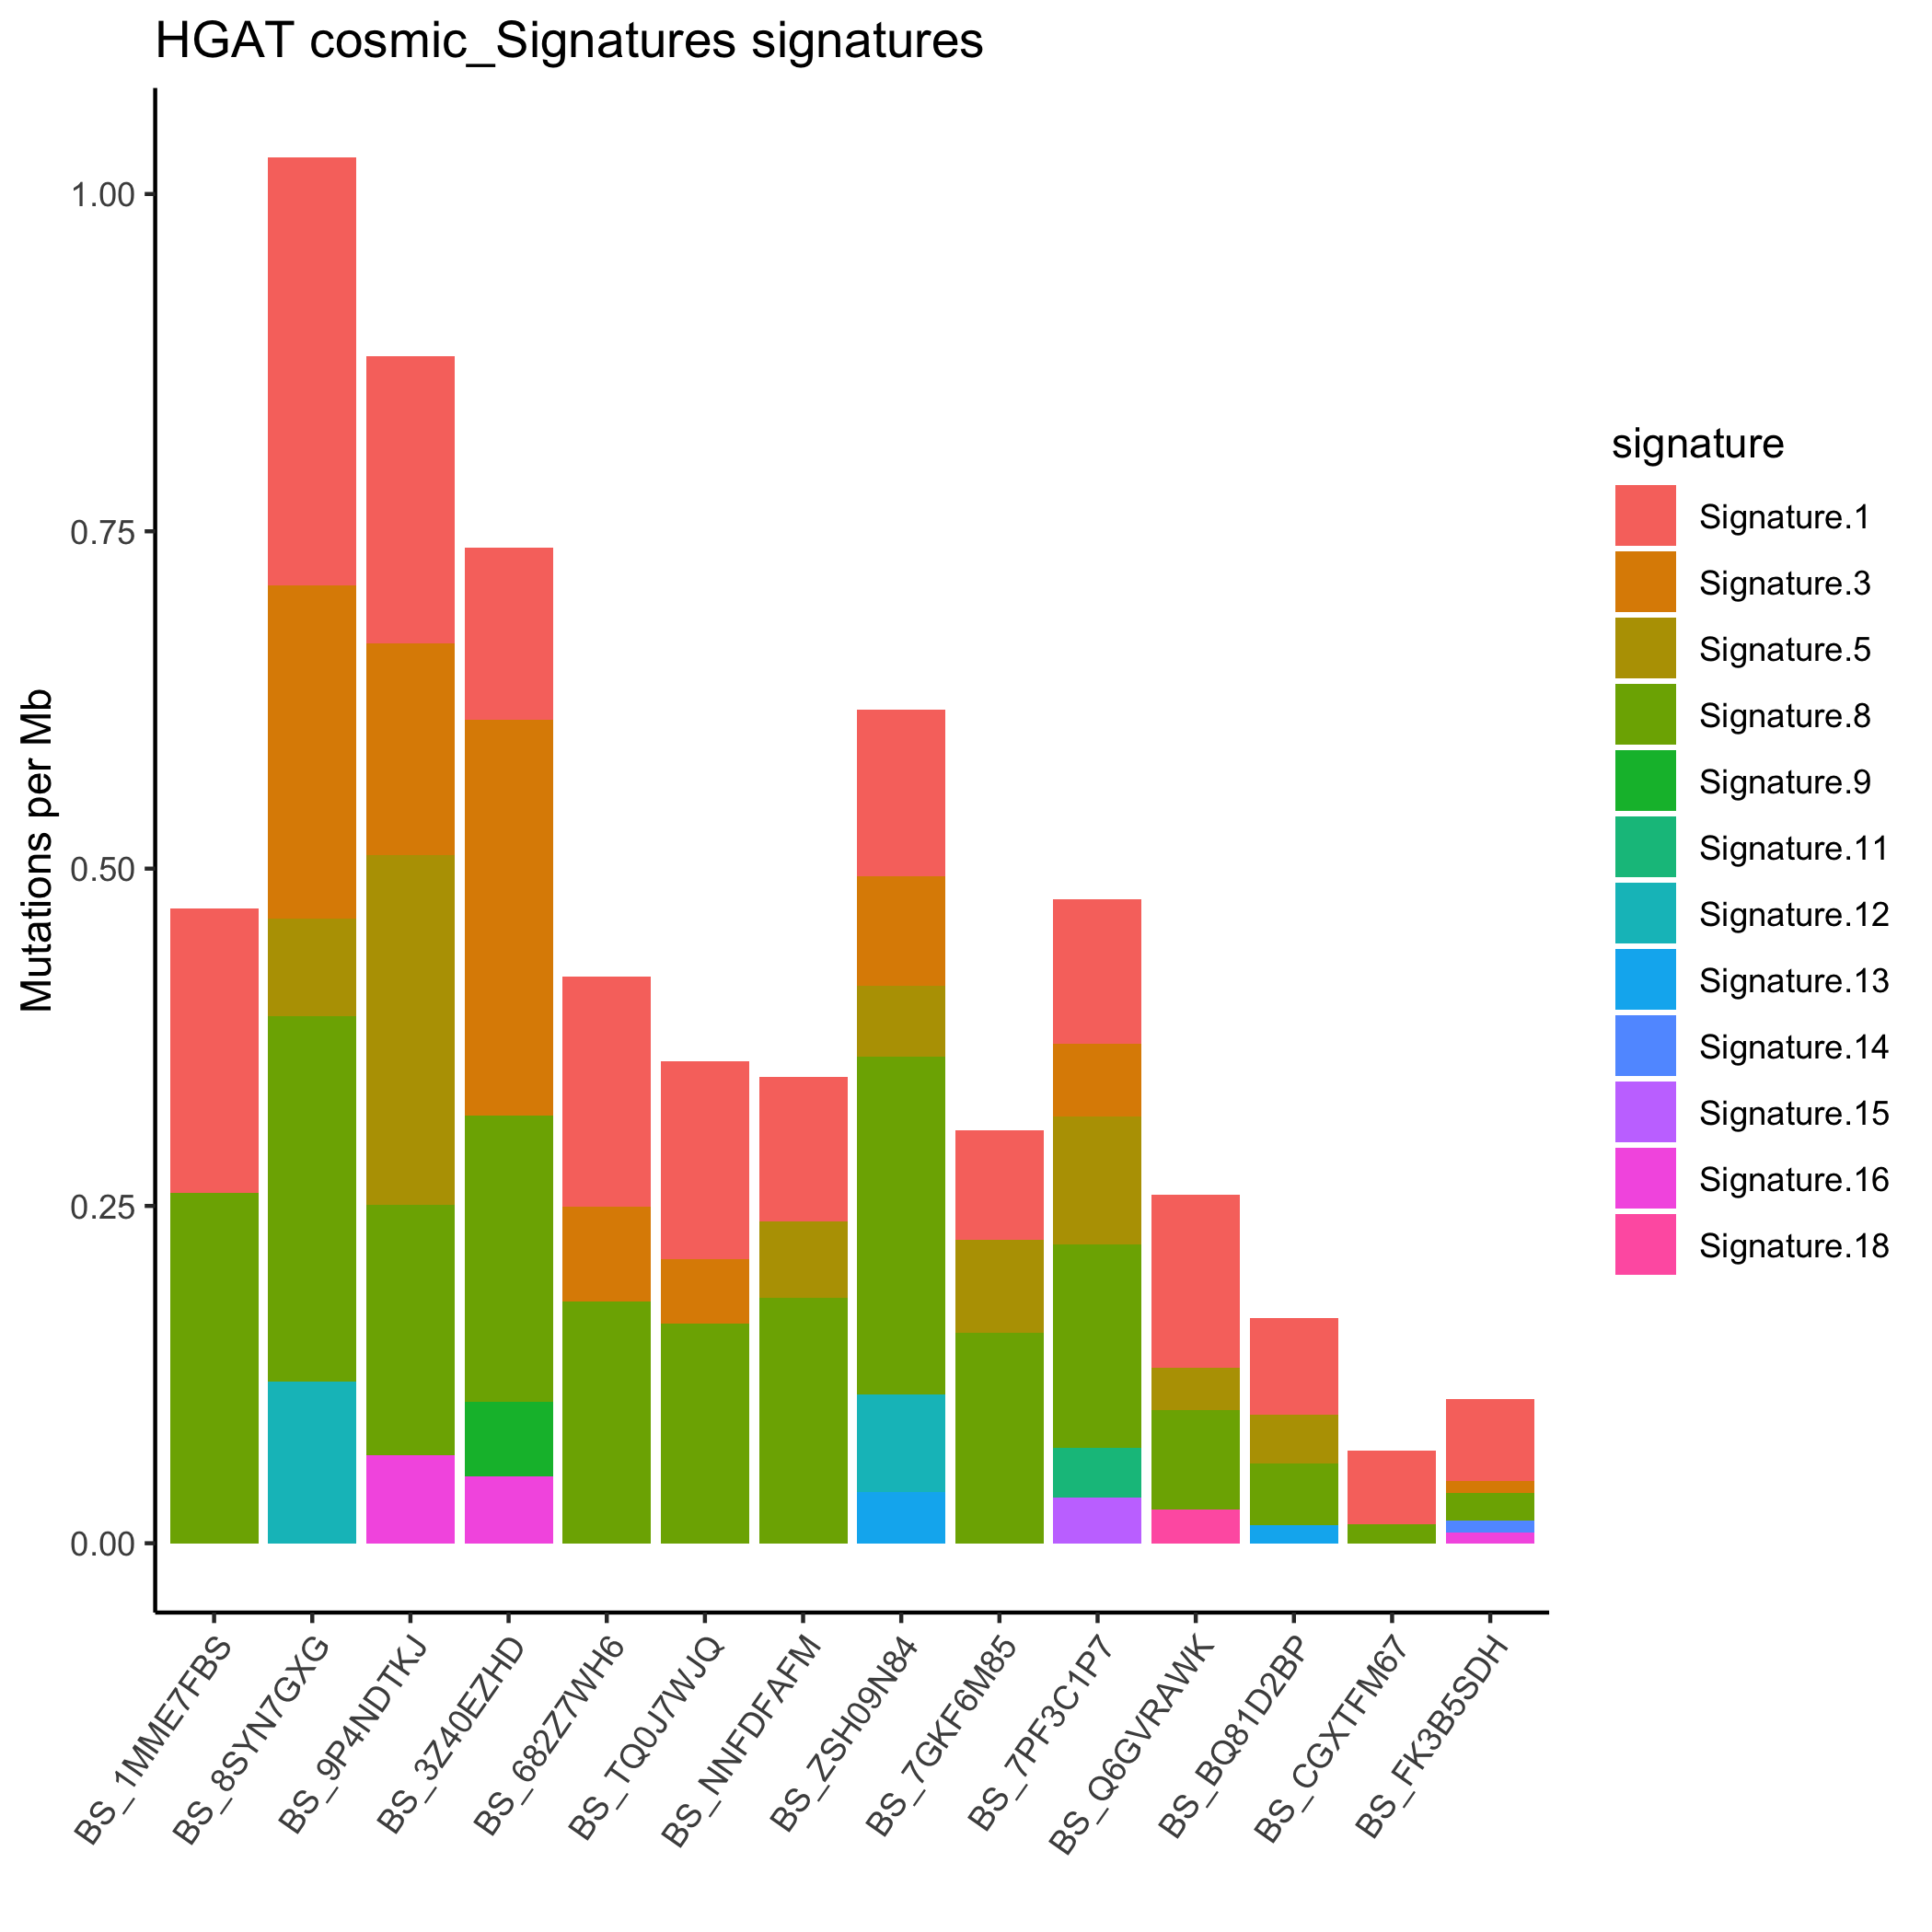 HGAT cosmic_Signatures signatures
Mutations per Mb
1.00
0.75
0.50
0.25
0.00
BS_1MME7FBS
BS_8SYN7GXG
BS_9P4NDTKJ
BS_3Z40EZHD
BS_682Z7WH6
BS_TQ0J7WJQ
BS_NNFDFAFM
BS_ZSH09N84
BS_7GKF6M85
BS_7PF3C1P7
BS_Q6GVRAWK
BS_BQ81D2BP
BS_CGXTFM67
BS_FK3B5SDH
signature
Signature.1
Signature.3
Signature.5
Signature.8
Signature.9
Signature.11
Signature.12
Signature.13
Signature.14
Signature.15
Signature.16
Signature.18